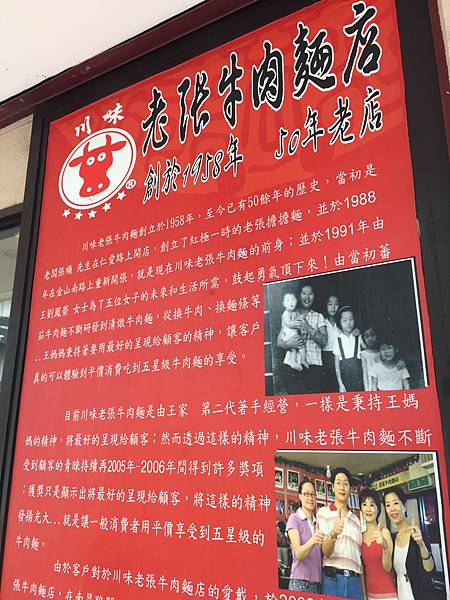 川味
老張牛肉麵店
創於1958年 50年老店
川味老張牛肉麵創立於1958年，至今已有50餘年的歷史，當初是
老闆張順 先生在仁愛路上開店，創立了紅極一時的老張擔擔麵，並於1988
年在金山南路上重新開張，就是現在川味老張牛肉麵的前身；並於1991年由
王劉鳳榮 女士為了五位女子的未來和生活所需，鼓起勇氣頂下來！由當初蕃
茄牛肉麵不斷研發到清燉牛肉麵，從換牛肉、換麵條等
..王媽媽秉持著要用最好的呈現給顧客的精神，讓客戶
真的可以體驗到平價消費吃到五星級牛肉麵的享受。
目前川味老張牛肉麵是由王家 第二代著手經營，一樣是秉持王媽
媽的精神，將最好的呈現給顧客；然而透過這樣的精神，川味老張牛肉麵不斷
受到顧客的青睞持續再2005年-2006年間得到許多獎項
；獲獎只是顯示出將最好的呈現給顧客，將這樣的精神
發揚光大...就是讓一般消費者用平價享受到五星級的
牛肉麵。
由於客戶對於川味老張牛肉麵店的愛戴，於200
張牛肉麵店，在南